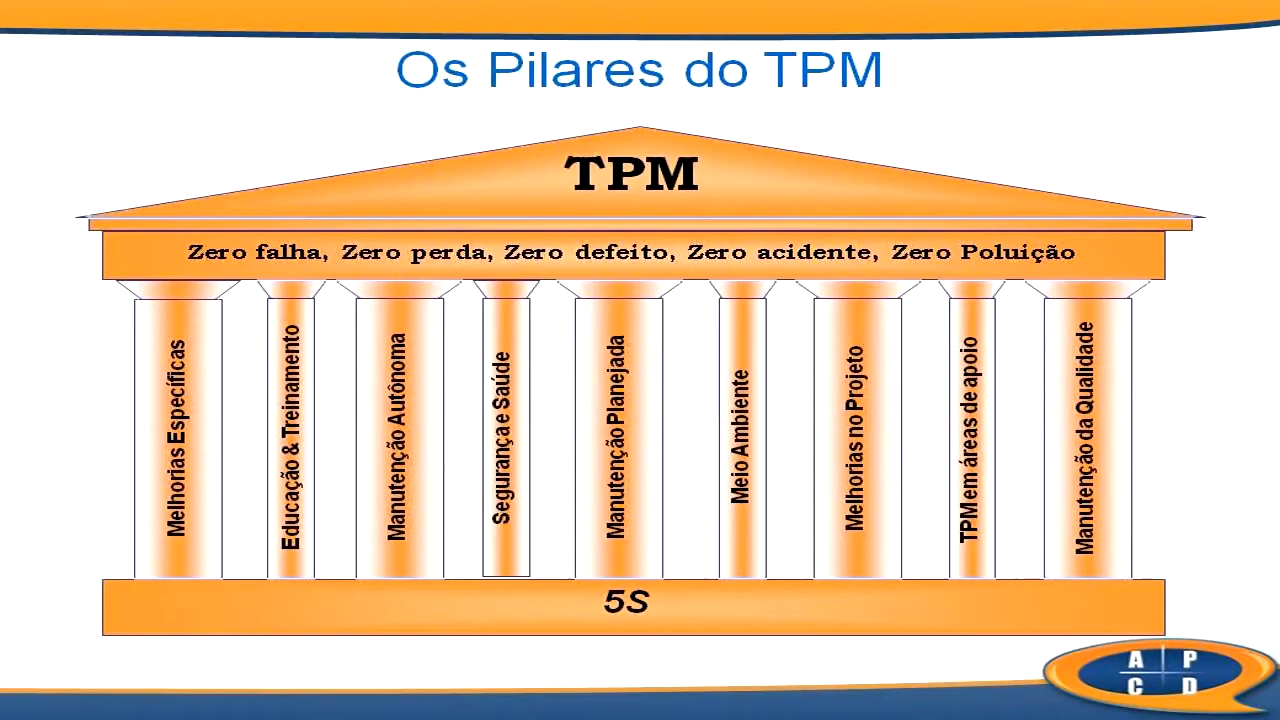 Os Pilares do TPM
TPM
Zero falha, Zero perda, Zero defeito, Zero acidente, Zero Poluição
Melhorias Específicas
Educação & Treinamento
Manutenção Autônoma
Segurança e Saúde
Manutenção Planejada
Meio Ambiente
Melhorias no Projeto
TPM em áreas de apoio
Manutenção da Qualidade
5S
A P
C D